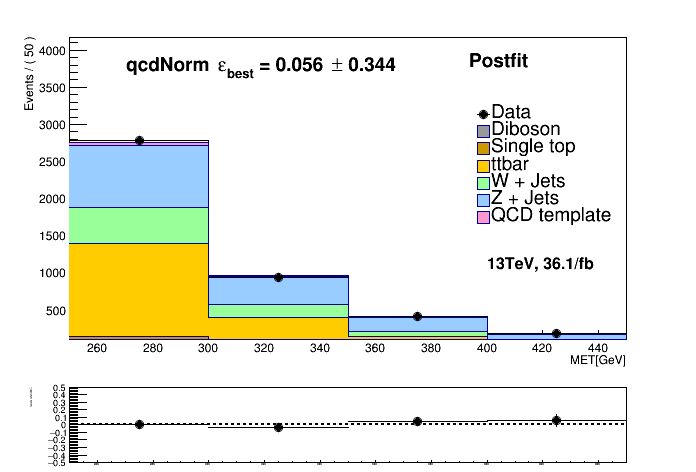 Events / ( 50 )
qcdNorm ε_best = 0.056 ± 0.344
Postfit
4000
3500
3000
2500
2000
1500
1000
500
Data
Diboson
Single top
ttbar
W + Jets
Z + Jets
QCD template
13TeV, 36.1/fb
260 280 300 320 340 360 380 400 420 440
MET[GeV]
0.5
0.4
0.3
0.2
0.1
0
−0.1
−0.2
−0.3
−0.4
−0.5